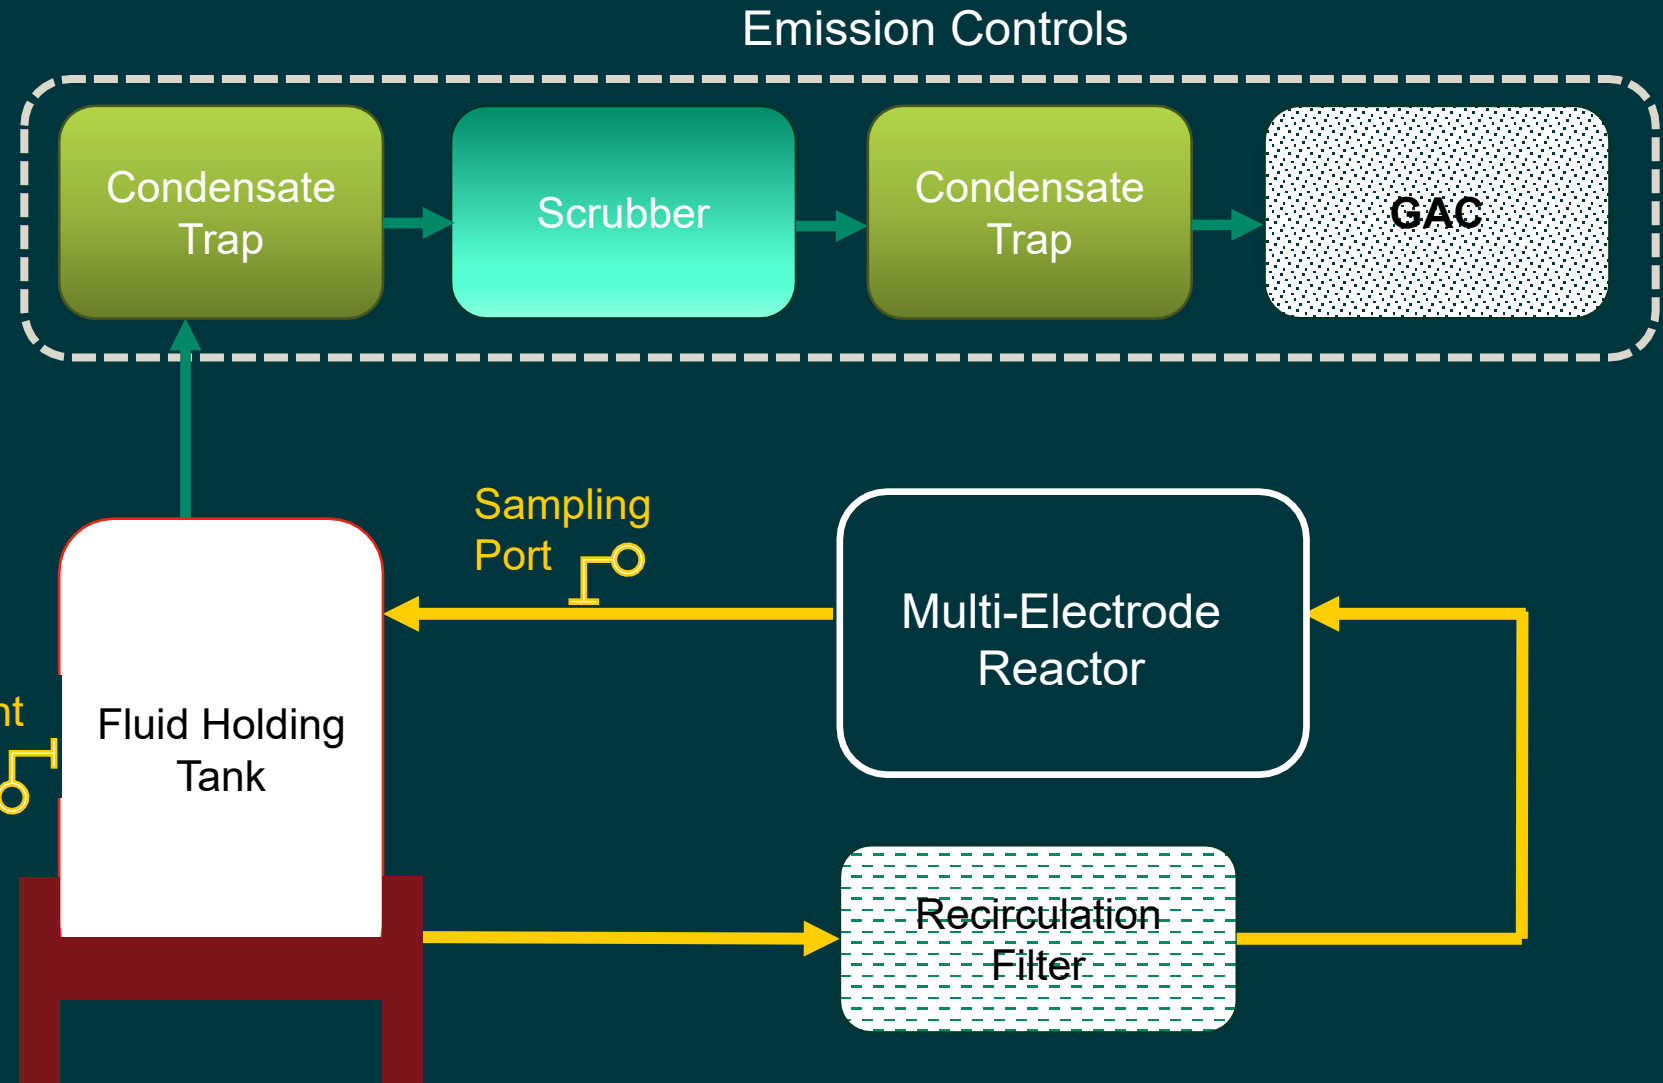 Emission Controls
Condensate
Trap
Scrubber
Condensate
Trap
GAC
Sampling
Port
Multi-Electrode
Reactor
Fluid Holding
Tank
Recirculation
Filter